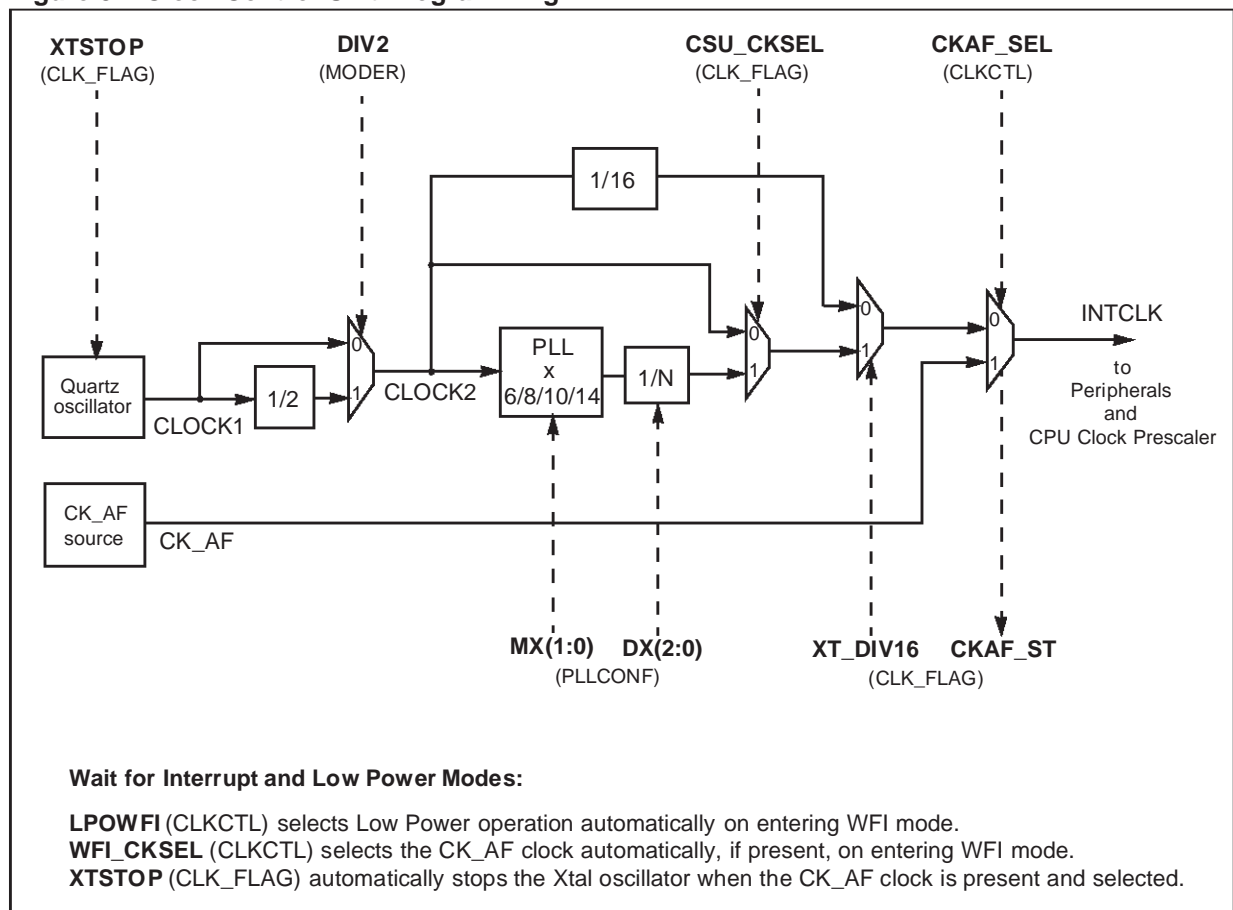 Figure Clock Control Unit Programming
XTSTOP
(CLK_FLAG)
DIV2
(MODER)
CSU_CKSEL
(CLK_FLAG)
CKAF_SEL
(CLKCTL)
1/16
Quartz
oscillator
CLOCK1
1/2
0
1
CLOCK2
PLL
x
6/8/10/14
1/N
0
1
0
1
0
1
INTCLK
to
Peripherals
and
CPU Clock Prescaler
CK_AF
source
CK_AF
MX(1:0)
DX(2:0)
(PLLCONF)
XT_DIV16
CKAF_ST
(CLK_FLAG)
Wait for Interrupt and Low Power Modes:
LPOWFI (CLKCTL) selects Low Power operation automatically on entering WFI mode.
WFI_CKSEL (CLKCTL) selects the CK_AF clock automatically, if present, on entering WFI mode.
XTSTOP (CLK_FLAG) automatically stops the Xtal oscillator when the CK_AF clock is present and selected.